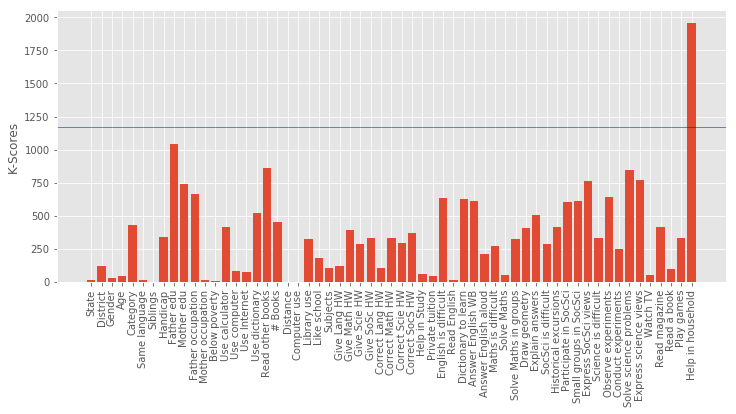 K-Scores
2000
1750
1500
1250
1000
750
500
250
0
State
District
Gender
Age
Category
Same language
Siblings
Handicap
Father edu
Mother edu
Father occupation
Mother occupation
Below poverty
Use calculator
Use computer
Use Internet
Use dictionary
Read other books
# Books
Distance
Computer use
Library use
Like school
Subjects
Give Lang HW
Give Math HW
Give Scie HW
Give SoSc HW
Correct Lang HW
Correct Math HW
Correct Scie HW
Correct SocS HW
Help in Study
Private tuition
English is difficult
Read English
Dictionary to learn
Answer English WB
Answer English aloud
Maths is difficult
Solve Maths
Solve Maths in groups
Draw geometry
Explain answers
SocSci is difficult
Historical excursions
Participate in SocSci
Small groups in SocSci
Express SocSci views
Science is difficult
Observe experiments
Conduct experiments
Solve science problems
Express science views
Watch TV
Read magazine
Read a book
Play games
Help in household